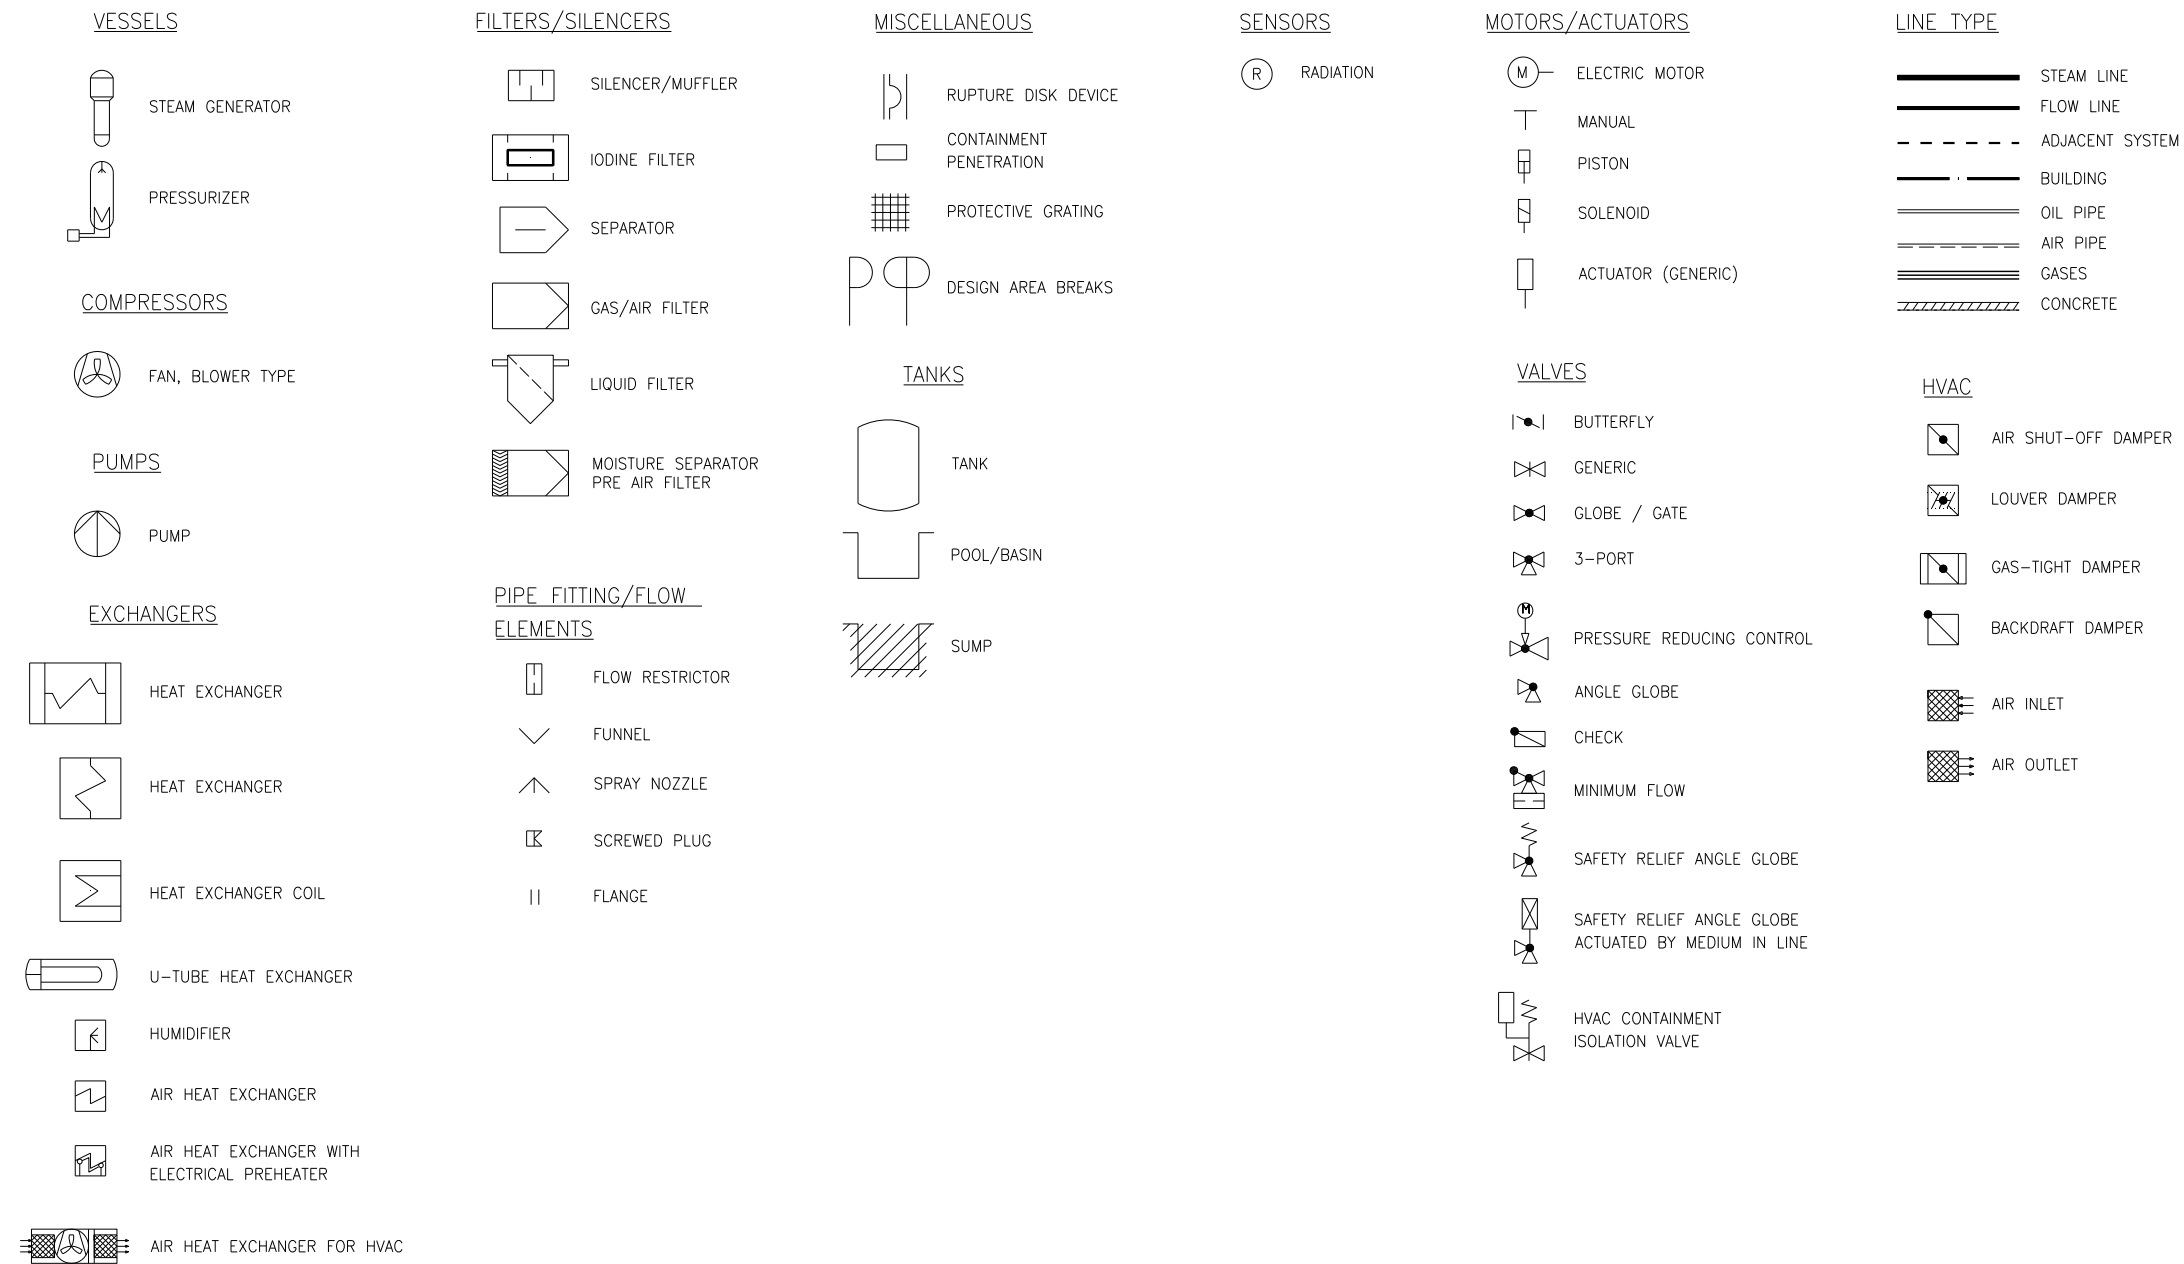 VESSELS
STEAM GENERATOR
PRESSURIZER
COMPRESSORS
FAN, BLOWER TYPE
PUMPS
PUMP
EXCHANGERS
HEAT EXCHANGER
HEAT EXCHANGER
HEAT EXCHANGER COIL
U-TUBE HEAT EXCHANGER
HUMIDIFIER
AIR HEAT EXCHANGER
AIR HEAT EXCHANGER WITH
ELECTRICAL PREHEATER
AIR HEAT EXCHANGER FOR HVAC
FILTERS/SILENCERS
SILENCER/MUFFLER
IODINE FILTER
SEPARATOR
GAS/AIR FILTER
LIQUID FILTER
MOISTURE SEPARATOR
PRE AIR FILTER
PIPE FITTING/FLOW
ELEMENTS
FLOW RESTRICTOR
FUNNEL
SPRAY NOZZLE
SCREWED PLUG
FLANGE
MISCELLANEOUS
RUPTURE DISK DEVICE
CONTAINMENT
PENETRATION
PROTECTIVE GRATING
DESIGN AREA BREAKS
TANKS
TANK
POOL/BASIN
SUMP
SENSORS
R RADIATION
MOTORS/ACTUATORS
M ELECTRIC MOTOR
MANUAL
PISTON
SOLENOID
ACTUATOR (GENERIC)
VALVES
BUTTERFLY
GENERIC
GLOBE / GATE
3-PORT
M
PRESSURE REDUCING CONTROL
ANGLE GLOBE
CHECK
MINIMUM FLOW
SAFETY RELIEF ANGLE GLOBE
SAFETY RELIEF ANGLE GLOBE
ACTUATED BY MEDIUM IN LINE
HVAC CONTAINMENT
ISOLATION VALVE
LINE TYPE
STEAM LINE
FLOW LINE
ADJACENT SYSTEM
BUILDING
OIL PIPE
AIR PIPE
GASES
CONCRETE
HVAC
AIR SHUT-OFF DAMPER
LOUVER DAMPER
GAS-TIGHT DAMPER
BACKDRAFT DAMPER
AIR INLET
AIR OUTLET